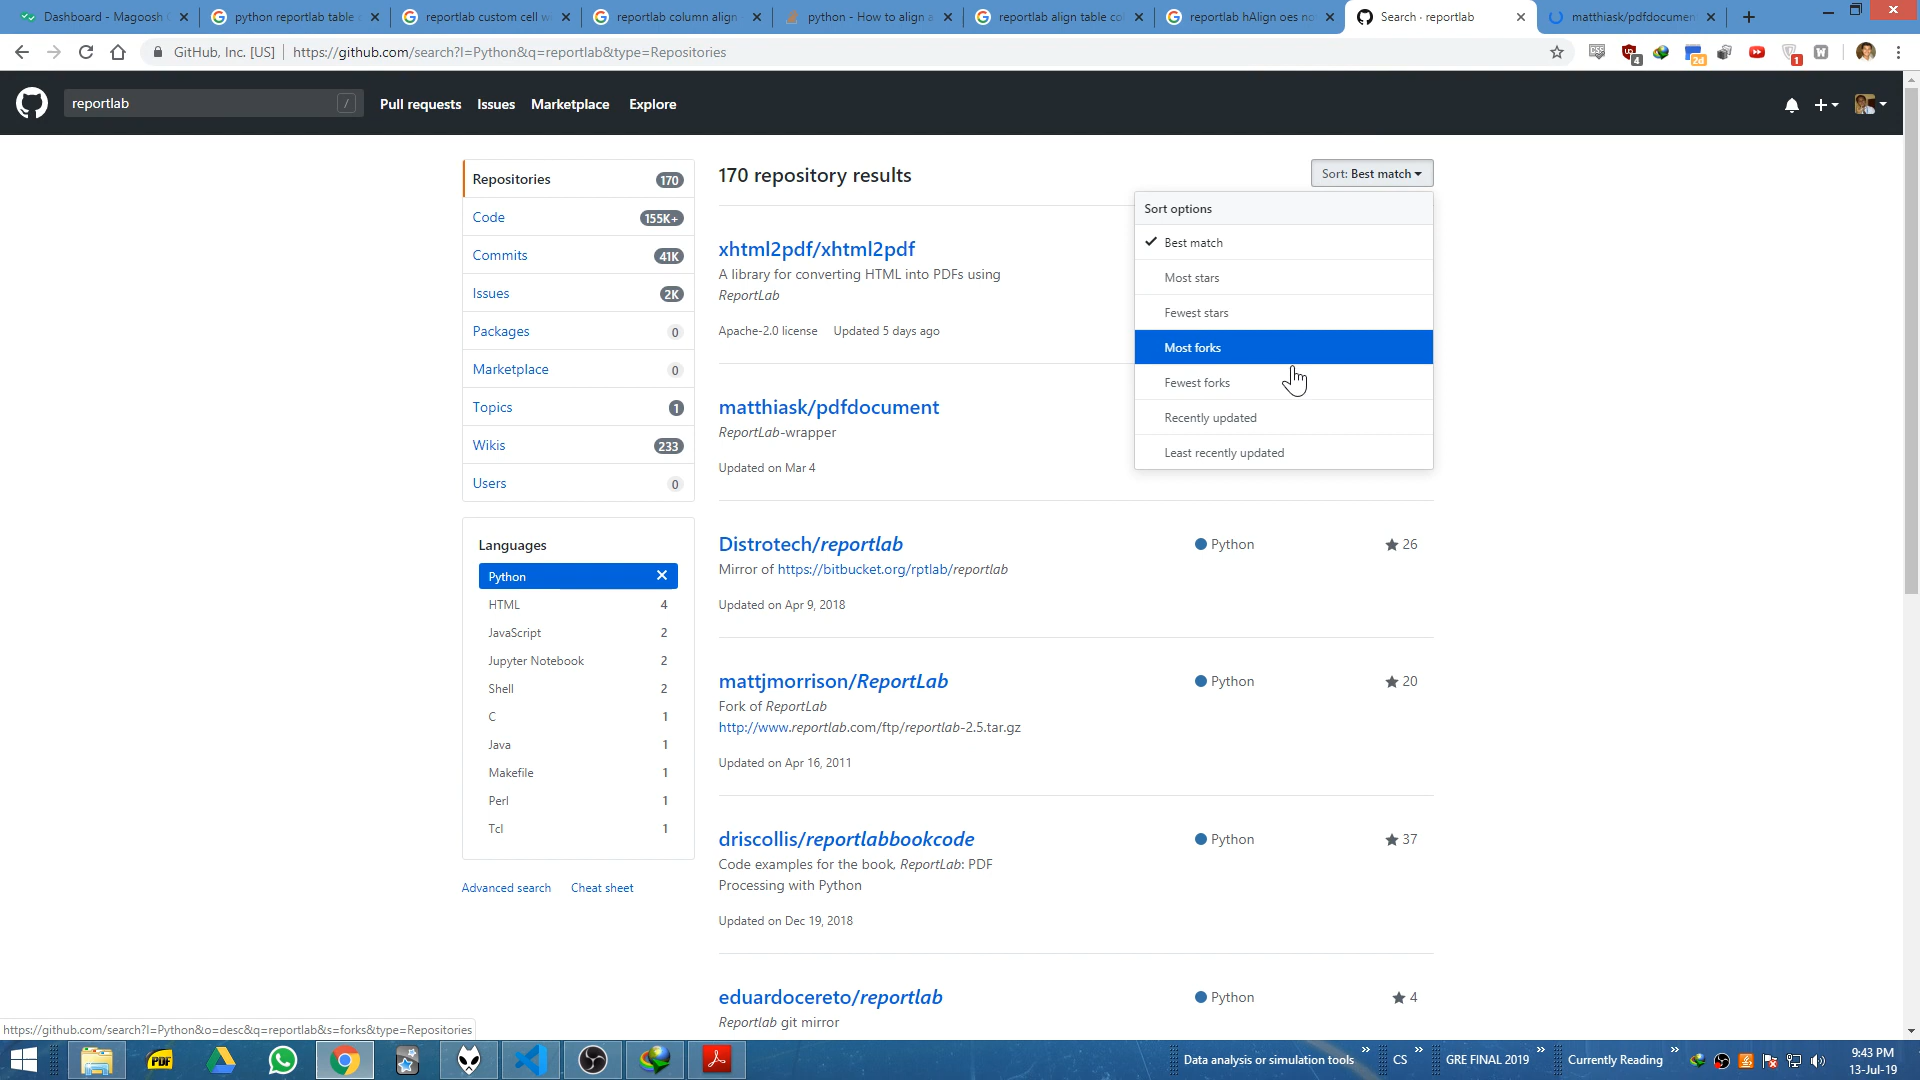 Dashboard - Magoosh
python reportlab table
reportlab custom cell w
reportlab column align
python - How to align a
reportlab align table co
reportlab hAlign oes no
Search · reportlab
matthiask/pdfdocumen
GitHub, Inc. [US]
https://github.com/search?l=Python&q=reportlab&type=Repositories
4
2d
1
reportlab
/
Pull requests
Issues
Marketplace
Explore
Repositories 170
Code 155K+
Commits 41K
Issues 2K
Packages 0
Marketplace 0
Topics 1
Wikis 233
Users 0
Languages
Python
HTML 4
JavaScript 2
Jupyter Notebook 2
Shell 2
C 1
Java 1
Makefile 1
Perl 1
Tcl 1
Advanced search Cheat sheet
170 repository results
Sort: Best match
Sort options
Best match
Most stars
Fewest stars
Most forks
Fewest forks
Recently updated
Least recently updated
xhtml2pdf/xhtml2pdf
A library for converting HTML into PDFs using
ReportLab
Apache-2.0 license Updated 5 days ago
matthiask/pdfdocument
ReportLab-wrapper
Updated on Mar 4
Distrotech/reportlab Python 26
Mirror of https://bitbucket.org/rptlab/reportlab
Updated on Apr 9, 2018
mattjmorrison/ReportLab Python 20
Fork of ReportLab
http://www.reportlab.com/ftp/reportlab-2.5.tar.gz
Updated on Apr 16, 2011
driscollis/reportlabbookcode Python 37
Code examples for the book, ReportLab: PDF
Processing with Python
Updated on Dec 19, 2018
eduardocereto/reportlab Python 4
Reportlab git mirror
https://github.com/search?l=Python&o=desc&q=reportlab&s=forks&type=Repositories
PDF
Data analysis or simulation tools
CS
GRE FINAL 2019
Currently Reading
9:43 PM
13-Jul-19